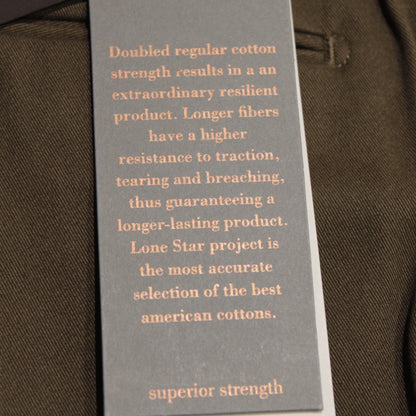 Doubled regular cotton
strength results in a an
extraordinary resilient
product. Longer fibers
have a higher
resistance to traction,
tearing and breaching,
thus guaranteeing a
longer-lasting product.
Lone Star project is
the most accurate
selection of the best
american cottons.
superior strength